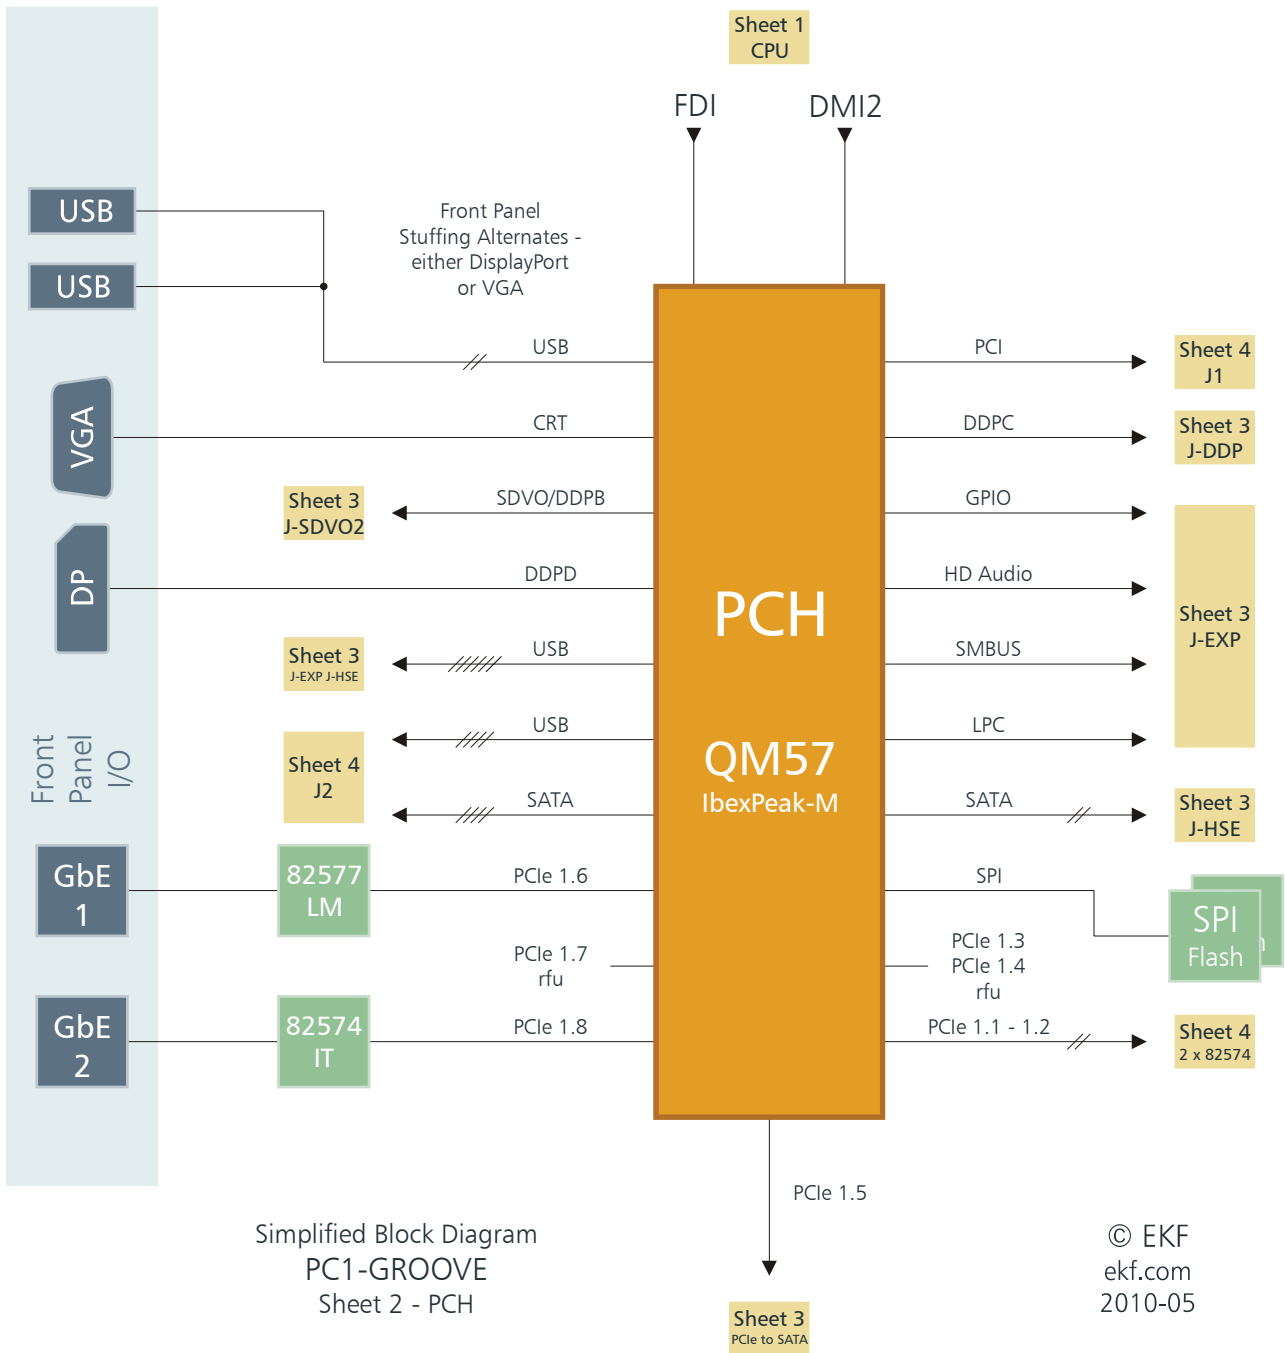 Sheet 1
CPU
FDI
DMI2
USB
USB
Front Panel
Stuffing Alternates -
either DisplayPort
or VGA
USB
PCI
Sheet 4
J1
VGA
CRT
DDPC
Sheet 3
J-DDP
Sheet 3
J-SDVO2
SDVO/DDPB
GPIO
DP
DDPD
HD Audio
PCH
Sheet 3
J-EXP
Sheet 3
J-EXP J-HSE
USB
SMBUS
Front
Panel
I/O
Sheet 4
J2
USB
LPC
QM57
IbexPeak-M
SATA
SATA
Sheet 3
J-HSE
GbE
1
82577
LM
PCIe 1.6
SPI
SPI
Flash
PCIe 1.7
rfu
PCIe 1.3
PCIe 1.4
rfu
GbE
2
82574
IT
PCIe 1.8
PCIe 1.1 - 1.2
Sheet 4
2 x 82574
PCIe 1.5
Simplified Block Diagram
PC1-GROOVE
Sheet 2 - PCH
© EKF
ekf.com
2010-05
Sheet 3
PCIe to SATA